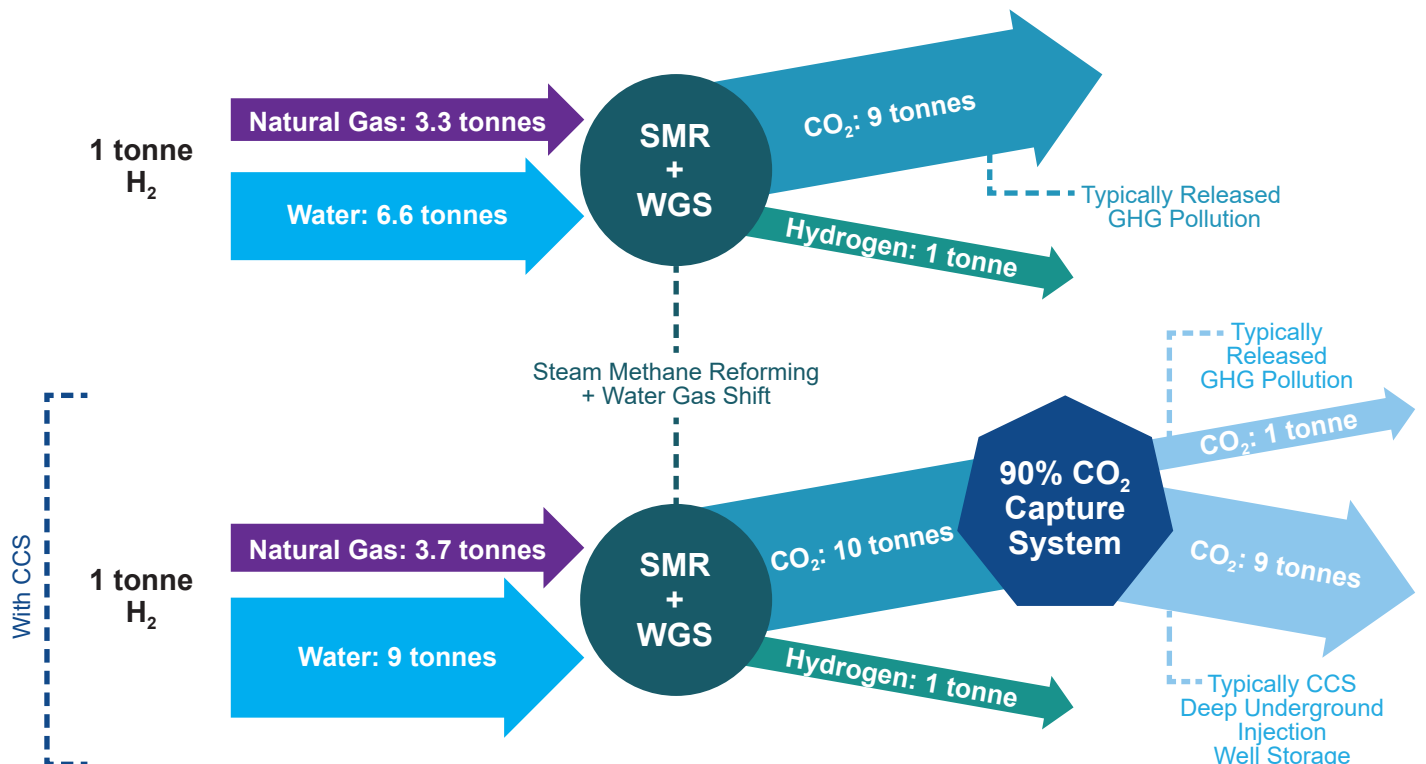 1 tonne
H₂
Natural Gas: 3.3 tonnes
Water: 6.6 tonnes
SMR
+
WGS
CO₂: 9 tonnes
Typically Released
GHG Pollution
Hydrogen: 1 tonne
Steam Methane Reforming
+ Water Gas Shift
With CCS
1 tonne
H₂
Natural Gas: 3.7 tonnes
Water: 9 tonnes
SMR
+
WGS
CO₂: 10 tonnes
Hydrogen: 1 tonne
90% CO₂
Capture
System
Typically
Released
GHG Pollution
CO₂: 1 tonne
CO₂: 9 tonnes
Typically CCS
Deep Underground
Injection
Well Storage